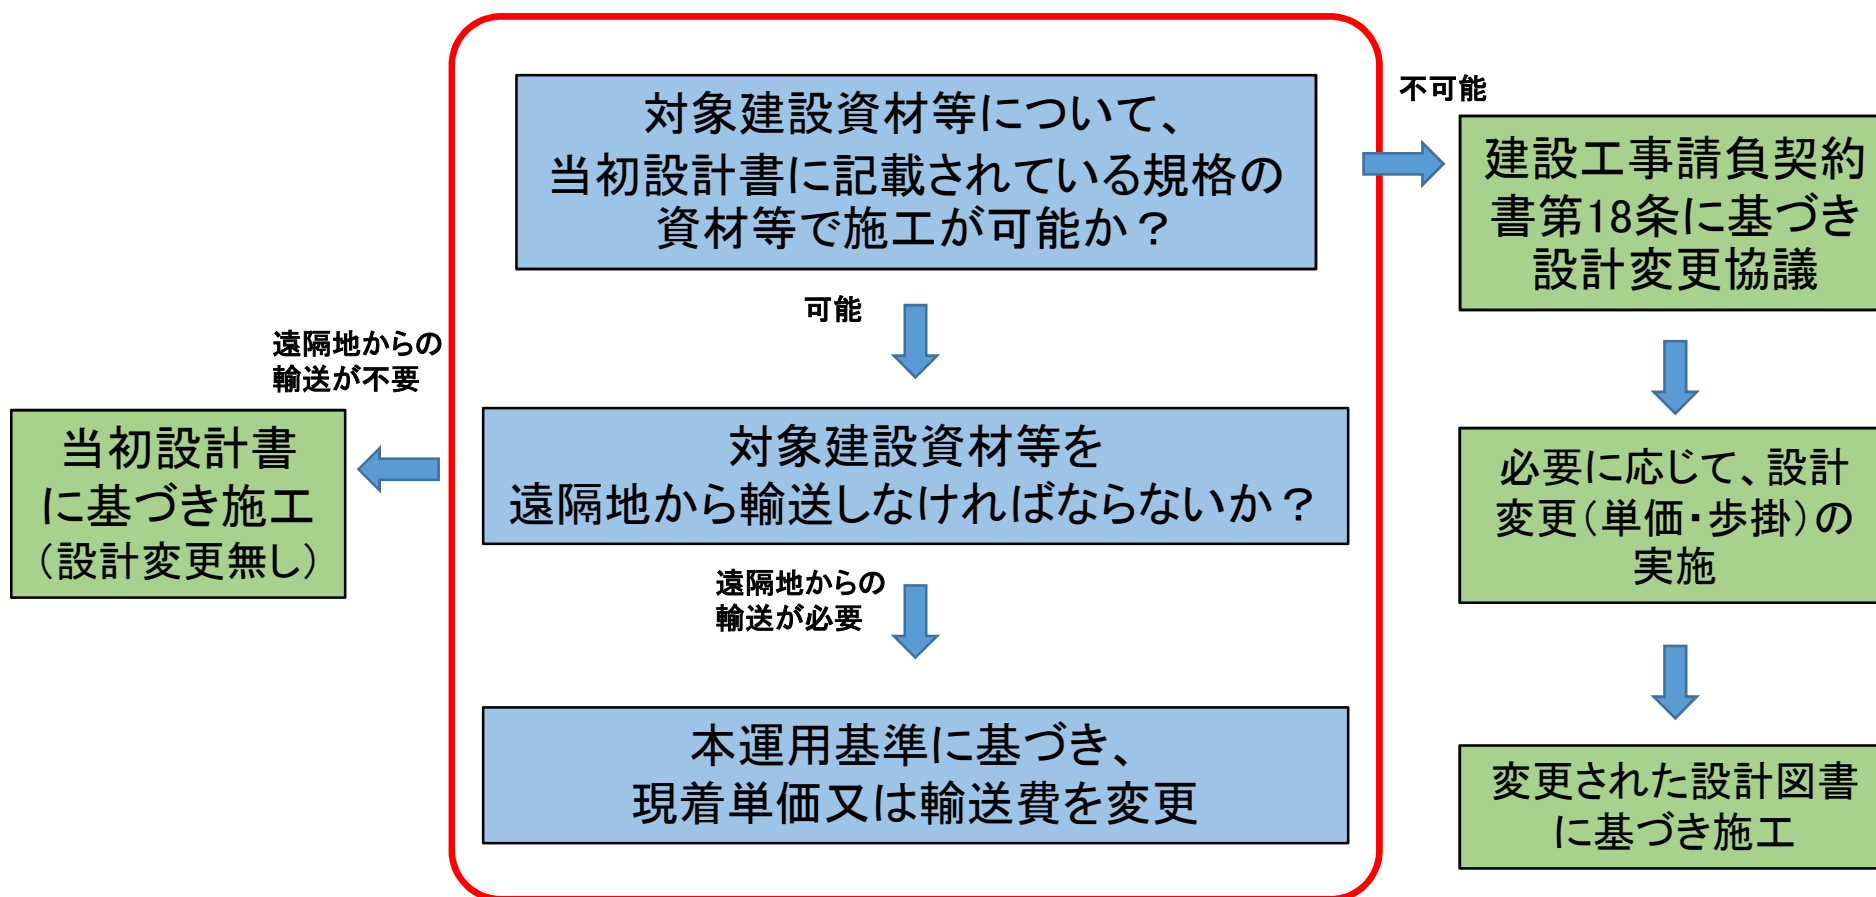 対象建設資材等について、
当初設計書に記載されている規格の
資材等で施工が可能か？
不可能
建設工事請負契約
書第18条に基づき
設計変更協議
可能
遠隔地からの
輸送が不要
当初設計書
に基づき施工
（設計変更無し）
対象建設資材等を
遠隔地から輸送しなければならないか？
必要に応じて、設計
変更（単価・歩掛）の
実施
遠隔地からの
輸送が必要
本運用基準に基づき、
現着単価又は輸送費を変更
変更された設計図書
に基づき施工